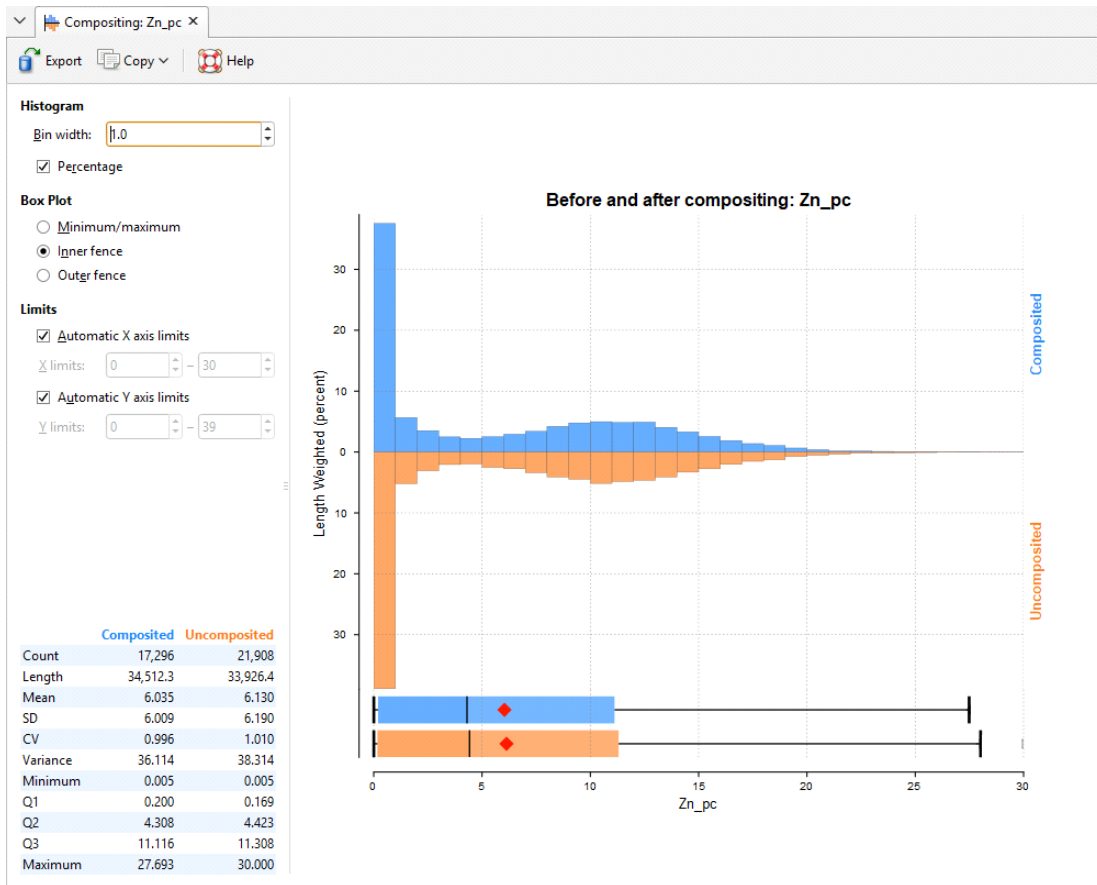 Compositing: Zn_pc ×
Export Copy Help
Histogram
Bin width: 1.0
Percentage
Box Plot
Minimum/maximum
Inner fence
Outer fence
Limits
Automatic X axis limits
X limits: 0 – 30
Automatic Y axis limits
Y limits: 0 – 39
Composited Uncomposited
Count 17,296 21,908
Length 34,512.3 33,926.4
Mean 6.035 6.130
SD 6.009 6.190
CV 0.996 1.010
Variance 36.114 38.314
Minimum 0.005 0.005
Q1 0.200 0.169
Q2 4.308 4.423
Q3 11.116 11.308
Maximum 27.693 30.000
Before and after compositing: Zn_pc
Length Weighted (percent)
30
20
10
0
10
20
30
Composited
Uncomposited
0 5 10 15 20 25 30
Zn_pc